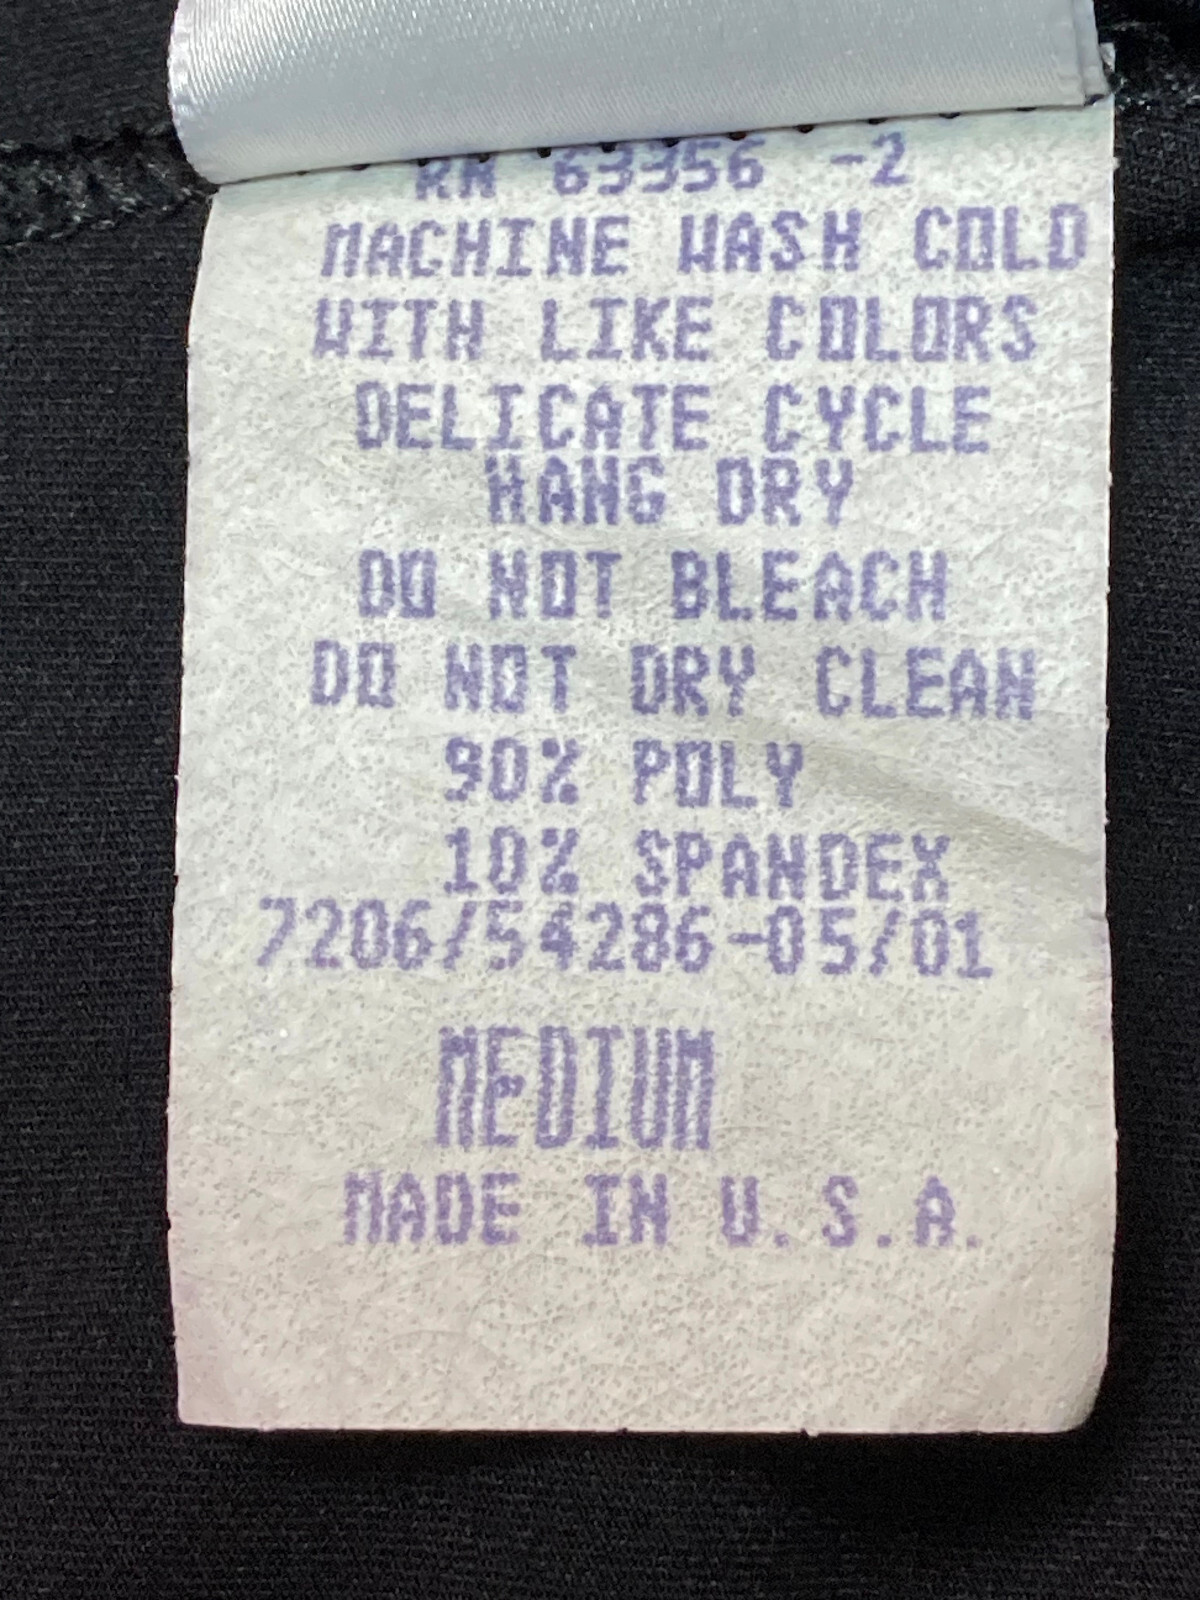 RN 63356 -2
MACHINE WASH COLD
WITH LIKE COLORS
DELICATE CYCLE
HANG DRY
DO NOT BLEACH
DO NOT DRY CLEAN
90% POLY
10% SPANDEX
7206/54286-05/01
MEDIUM
MADE IN U.S.A.